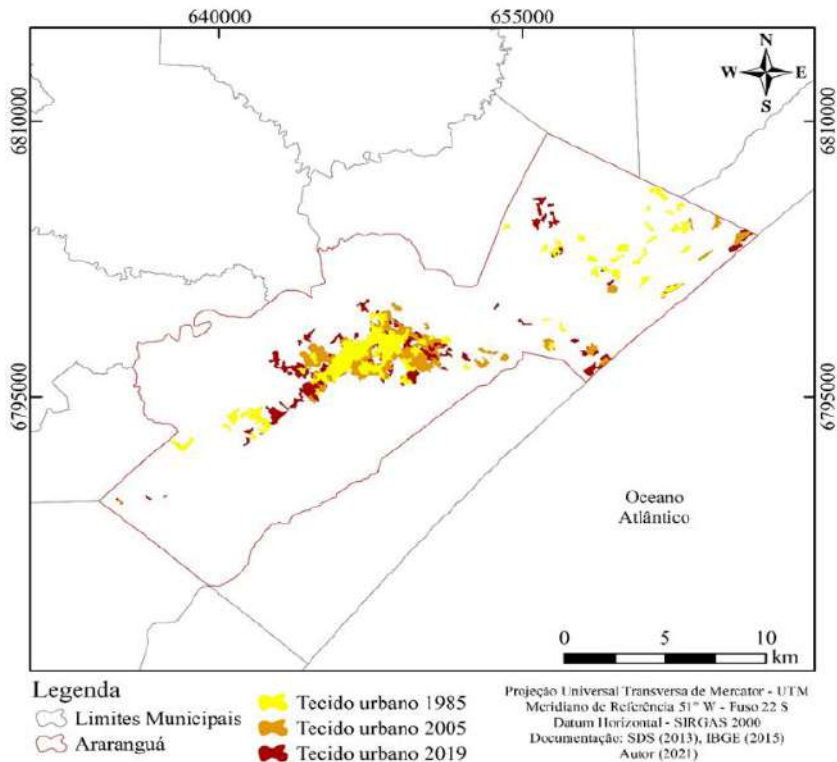 640000 655000
N
W E
S
6810000 6810000
6795000 6795000
Oceano
Atlântico
0 5 10
km
Legenda
Limites Municipais
Araranguá
Tecido urbano 1985
Tecido urbano 2005
Tecido urbano 2019
Projeção Universal Transversa de Mercator - UTM
Meridiano de Referência 51° W - Fuso 22 S
Datum Horizontal - SIRGAS 2000
Documentação: SDS (2013), IBGE (2015)
Autor (2021)